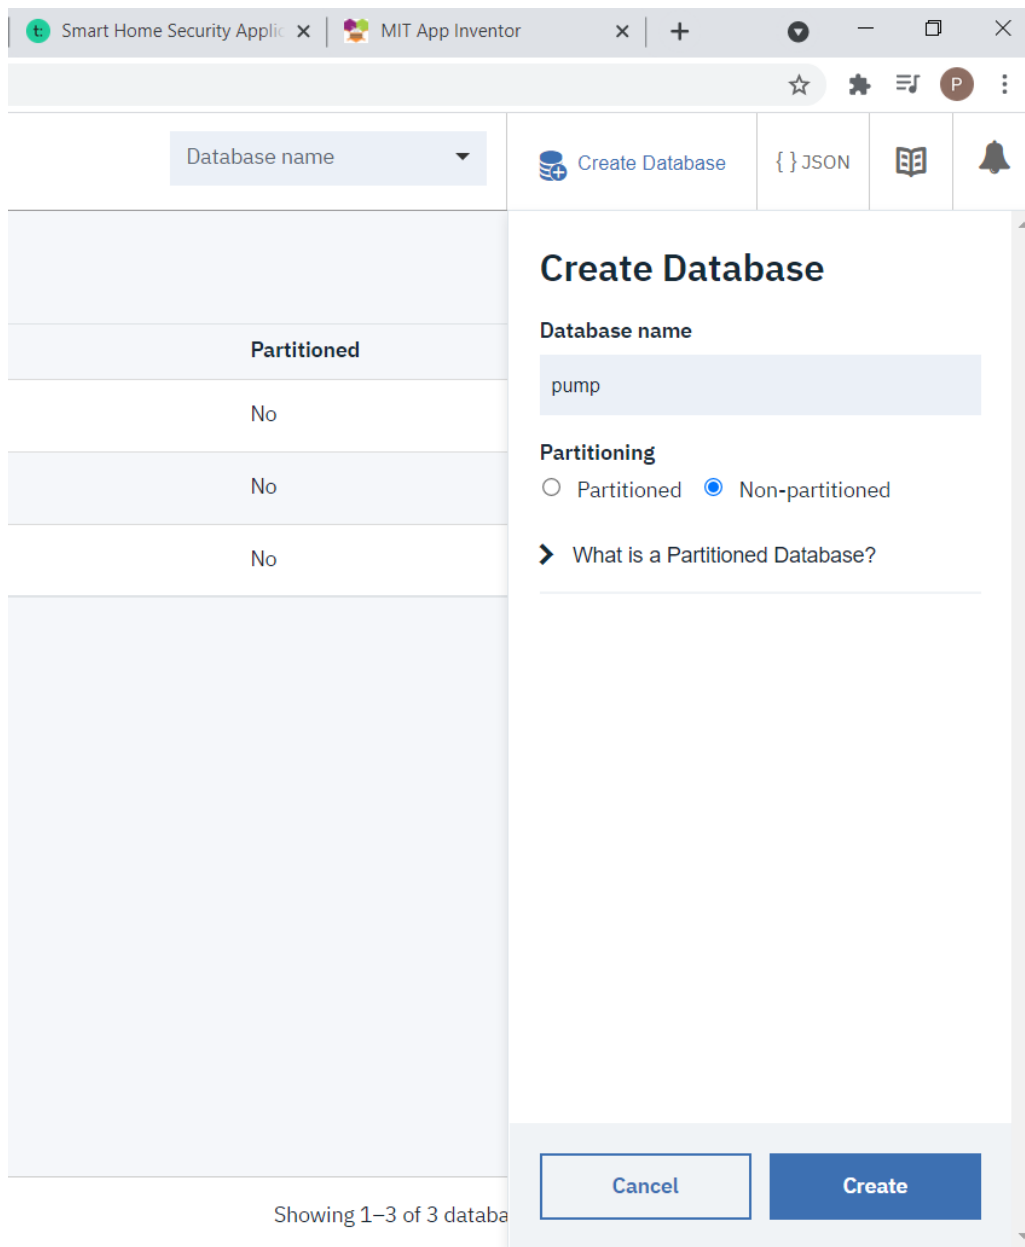 t: Smart Home Security Applic MIT App Inventor
P
Database name
Create Database
{ } JSON
Create Database
Database name
pump
Partitioned
No
No
No
Partitioning
Partitioned Non-partitioned
What is a Partitioned Database?
Cancel Create
Showing 1–3 of 3 databa